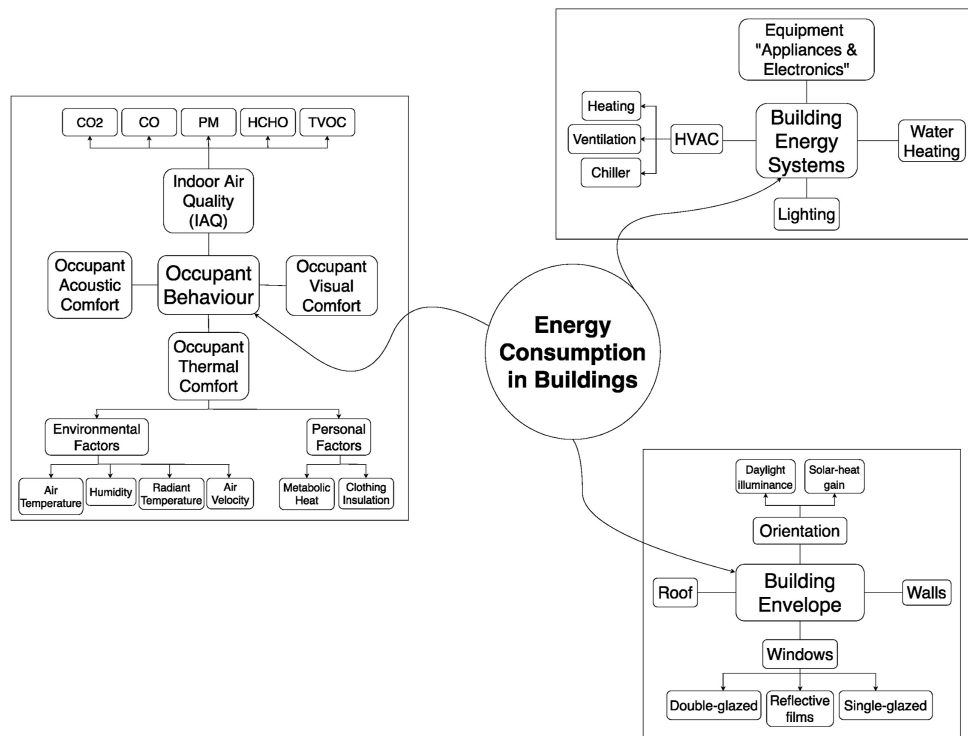 Equipment
"Appliances &
Electronics"
Heating
Ventilation
Chiller
HVAC
Building
Energy
Systems
Water
Heating
Lighting
CO2
CO
PM
HCHO
TVOC
Indoor Air
Quality
(IAQ)
Occupant
Acoustic
Comfort
Occupant
Behaviour
Occupant
Visual
Comfort
Occupant
Thermal
Comfort
Environmental
Factors
Personal
Factors
Air
Temperature
Humidity
Radiant
Temperature
Air
Velocity
Metabolic
Heat
Clothing
Insulation
Energy
Consumption
in Buildings
Daylight
illuminance
Solar-heat
gain
Orientation
Roof
Building
Envelope
Walls
Windows
Double-glazed
Reflective
films
Single-glazed